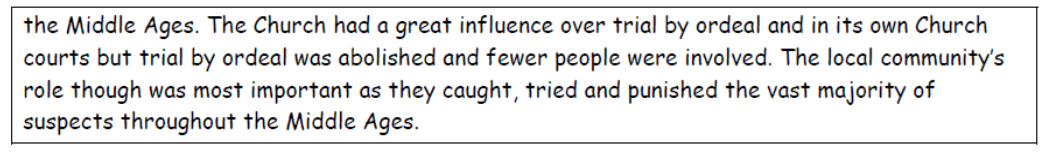 the Middle Ages. The Church had a great influence over trial by ordeal and in its own Church
courts but trial by ordeal was abolished and fewer people were involved. The local community's
role though was most important as they caught, tried and punished the vast majority of
suspects throughout the Middle Ages.